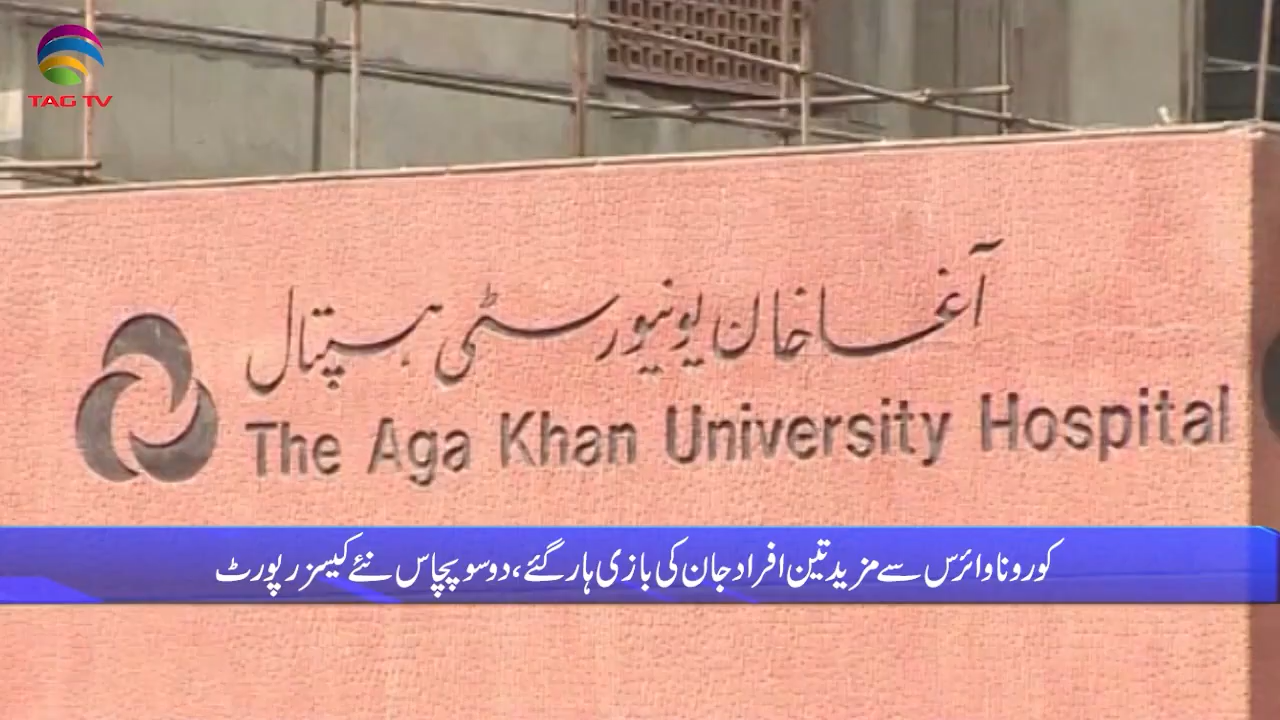 TAG TV
آغا خان یونیورسٹی ہسپتال
The Aga Khan University Hospital
کورونا وائرس سے مزید تین افراد جان کی بازی ہار گئے، دو سو پچاس نئے کیسز رپورٹ